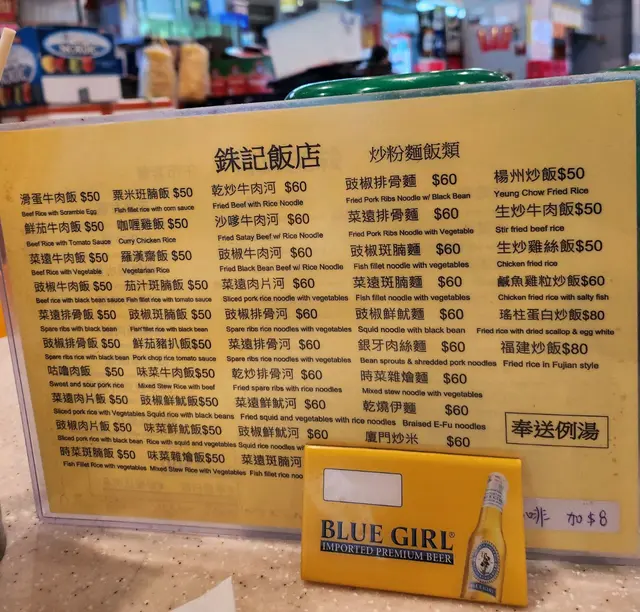 銖記飯店
炒粉麵飯類
滑蛋牛肉飯 $50
Beef Rice with Scramble Egg
鮮茄牛肉飯 $50
Beef Rice with Tomato Sauce
菜遠牛肉飯 $50
Beef Rice with Vegetable
豉椒牛肉飯 $50
Beef rice with black bean sauce
菜遠排骨飯 $50
Spare ribs with black bean
豉椒排骨飯 $50
Spare ribs rice with black bean
咕嚕肉飯 $50
Sweet and sour pork rice
菜遠肉片飯 $50
Sliced pork rice with Vegetables
豉椒肉片飯 $50
Sliced pork rice with black bean
時菜斑腩飯 $50
Fish Fillet Rice with vegetables
粟米班腩飯 $50
Fish fillet rice with corn sauce
咖喱雞飯 $50
Curry Chicken Rice
羅漢齋飯 $50
Vegetarian Rice
茄汁斑腩飯 $50
Fish fillet rice with tomato sauce
豉椒斑腩飯 $50
Fish fillet rice with black bean
鮮茄豬扒飯$50
Pork chop rice tomato sauce
味菜牛肉飯 $50
Mixed Stew Rice with beef
豉椒鮮魷飯$50
Squid rice with black beans
味菜鮮魷飯$50
Rice with squid and vegetables
味菜雜燴飯$50
Mixed Stew Rice with Vegetables
乾炒牛肉河 $60
Fried Beef with Rice Noodle
沙嗲牛肉河 $60
Fried Satay Beef w/ Rice Noodle
豉椒牛肉河 $60
Fried Black Bean Beef w/ Rice Noodle
菜遠肉片河 $60
Sliced pork rice noodle with vegetables
豉椒排骨河 $60
Spare ribs rice noodles with vegetables
菜遠排骨河 $60
Spare ribs rice noodles with vegetables
乾炒排骨河 $60
Fried spare ribs with rice noodles
菜遠鮮魷河 $60
Fried squid and vegetables with rice noodles
豉椒鮮魷河 $60
Squid rice noodle
菜遠斑腩河 $60
Fish fillet rice noo
豉椒排骨麵 $60
Fried Pork Ribs Noodle w/ Black Bean
菜遠排骨麵 $60
Fried Pork Ribs Noodle with Vegetable
豉椒斑腩麵 $60
Fish fillet noodle with vegetables
菜遠斑腩麵 $60
Fish fillet noodle with vegetables
豉椒鮮魷麵 $60
Squid noodle with black bean
銀牙肉絲麵 $60
Bean sprouts & shredded pork noodles
時菜雜燴麵 $60
Mixed stew noodle with vegetables
乾燒伊麵 $60
Braised E-Fu noodles
廈門炒米 $60
楊州炒飯$50
Yeung Chow Fried Rice
生炒牛肉飯$50
Stir fried beef rice
生炒雞絲飯$50
Chicken fried rice
鹹魚雞粒炒飯$60
Chicken fried rice with salty fish
瑤柱蛋白炒飯$80
Fried rice with dried scallop & egg white
福建炒飯$80
Fried rice in Fujian style
奉送例湯
啡 加$8
BLUE GIRL®
IMPORTED PREMIUM BEER